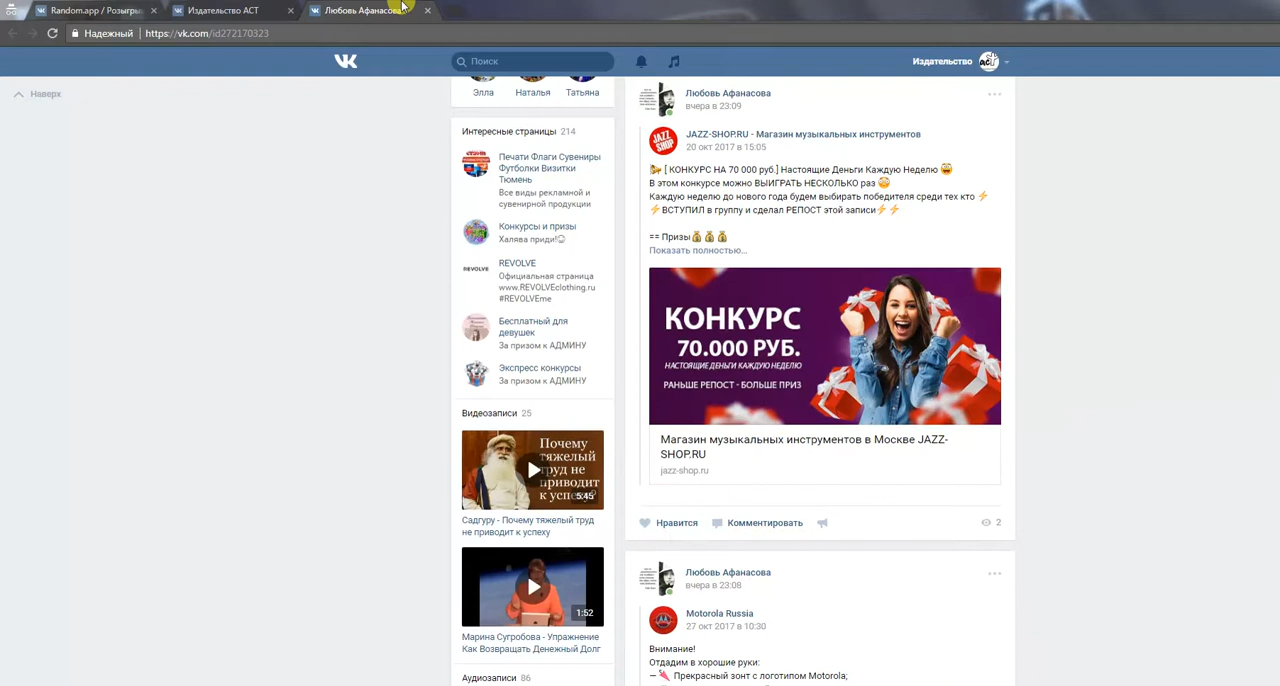 Random.app / Розыгры
Издательство АСТ
Любовь Афанасова
Надежный
https://vk.com/id272170323
Поиск
Издательство
Наверх
Элла
Наталья
Татьяна
Интересные страницы 214
Печати Флаги Сувениры
Футболки Визитки
Тюмень
Все виды рекламной и
сувенирной продукции
Конкурсы и призы
Халява приди!
REVOLVE
REVOLVE
Официальная страница
www.REVOLVEclothing.ru
#REVOLVEme
Бесплатный для
девушек
За призом к АДМИНУ
Экспресс конкурсы
За призом к АДМИНУ
Видеозаписи 25
Почему
тяжелый
труд не
приводит
к успеху?
5:45
Садгуру - Почему тяжелый труд
не приводит к успеху
1:52
Марина Сугробова - Упражнение
Как Возвращать Денежный Долг
Аудиозаписи 86
Любовь Афанасова
вчера в 23:09
JAZZ
SHOP
JAZZ-SHOP.RU - Магазин музыкальных инструментов
20 окт 2017 в 15:05
[ КОНКУРС НА 70 000 руб.] Настоящие Деньги Каждую Неделю
В этом конкурсе можно ВЫИГРАТЬ НЕСКОЛЬКО раз
Каждую неделю до нового года будем выбирать победителя среди тех кто
ВСТУПИЛ в группу и сделал РЕПОСТ этой записи
== Призы
Показать полностью...
КОНКУРС
70.000 РУБ.
НАСТОЯЩИЕ ДЕНЬГИ КАЖДУЮ НЕДЕЛЮ
РАНЬШЕ РЕПОСТ - БОЛЬШЕ ПРИЗ
Магазин музыкальных инструментов в Москве JAZZ-
SHOP.RU
jazz-shop.ru
Нравится
Комментировать
2
Любовь Афанасова
вчера в 23:08
Motorola Russia
27 окт 2017 в 10:30
Внимание!
Отдадим в хорошие руки:
— Прекрасный зонт с логотипом Motorola;